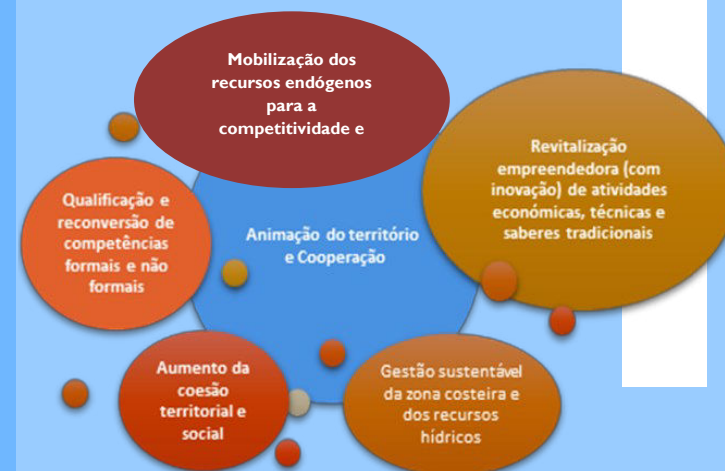 Mobilização dos
recursos endógenos
para a
competitividade e
Revitalização
empreendedora (com
inovação) de atividades
económicas, técnicas e
saberes tradicionais
Qualificação e
reconversão de
competências
formais e não
formais
Animação do território
e Cooperação
Aumento da
coesão
territorial e
social
Gestão sustentável
da zona costeira e
dos recursos
hídricos